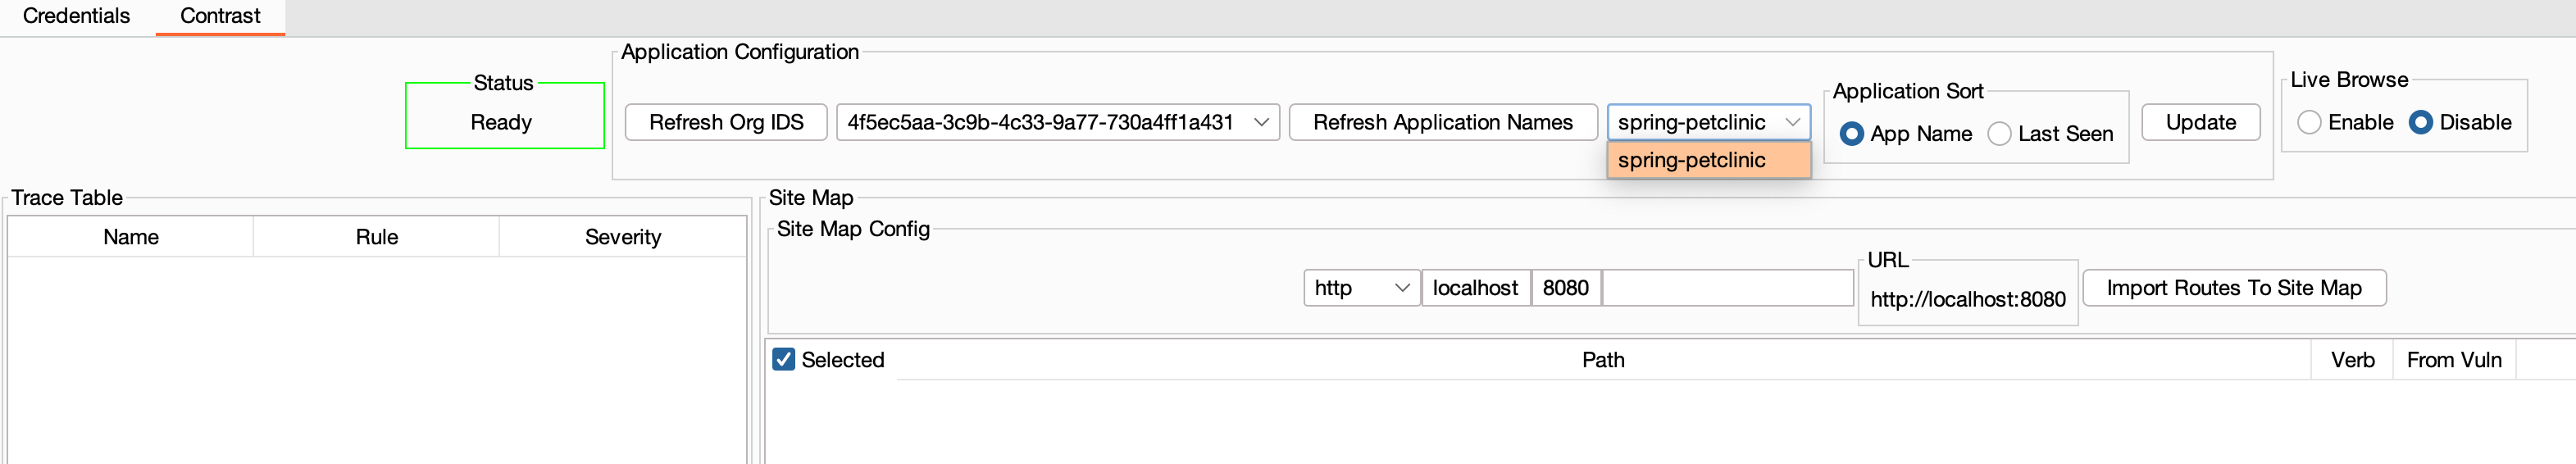 Credentials Contrast
Application Configuration
Status
Ready
Refresh Org IDS 4f5ec5aa-3c9b-4c33-9a77-730a4ff1a431 Refresh Application Names spring-petclinic
spring-petclinic
Application Sort
App Name Last Seen
Update
Live Browse
Enable Disable
Trace Table
Name Rule Severity
Site Map
Site Map Config
http localhost 8080
URL
http://localhost:8080
Import Routes To Site Map
Selected Path Verb From Vuln